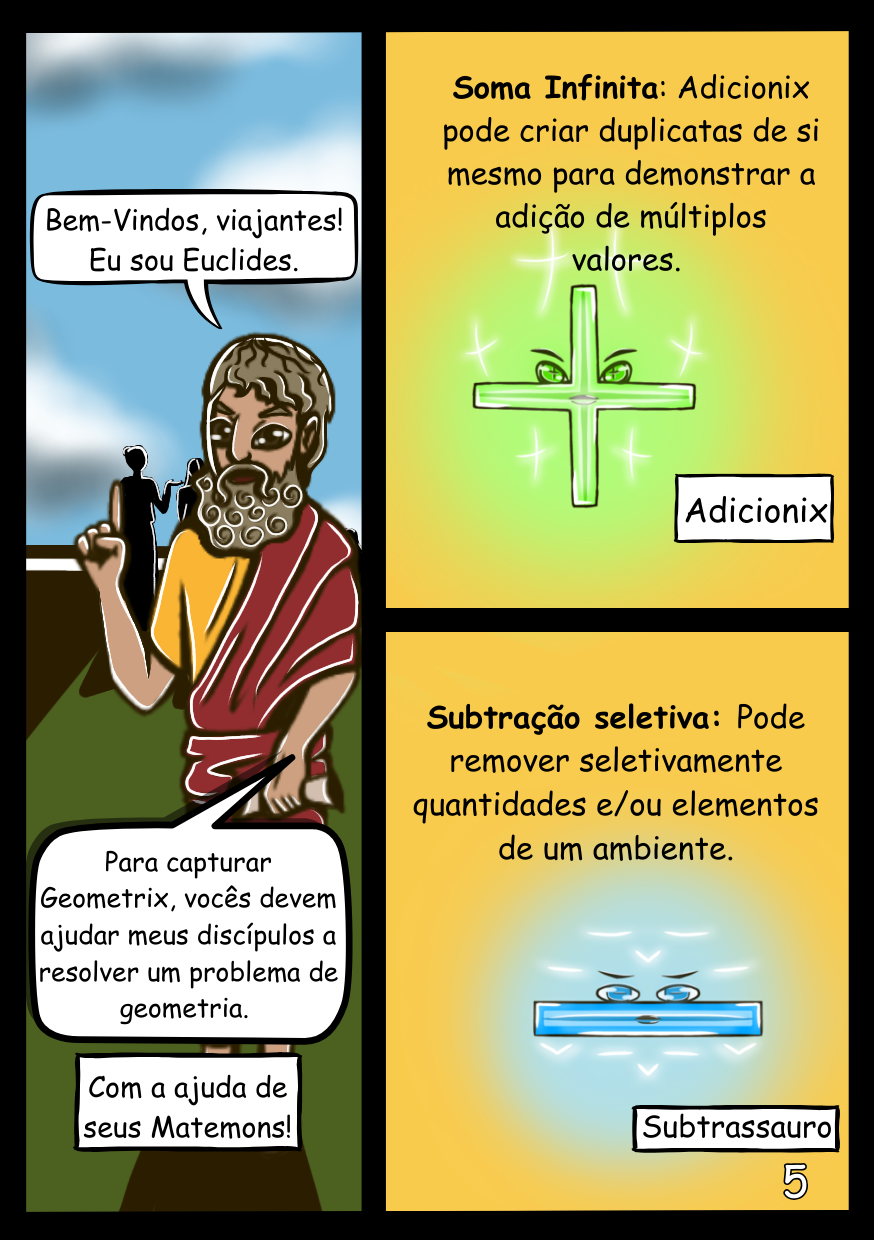 Bem-Vindos, viajantes!
Eu sou Euclides.
Para capturar
Geometrix, vocês devem
ajudar meus discípulos a
resolver um problema de
geometria.
Com a ajuda de
seus Matemons!
Soma Infinita: Adicionix
pode criar duplicatas de si
mesmo para demonstrar a
adição de múltiplos
valores.
Adicionix
Subtração seletiva: Pode
remover seletivamente
quantidades e/ou elementos
de um ambiente.
Subtrassauro
5